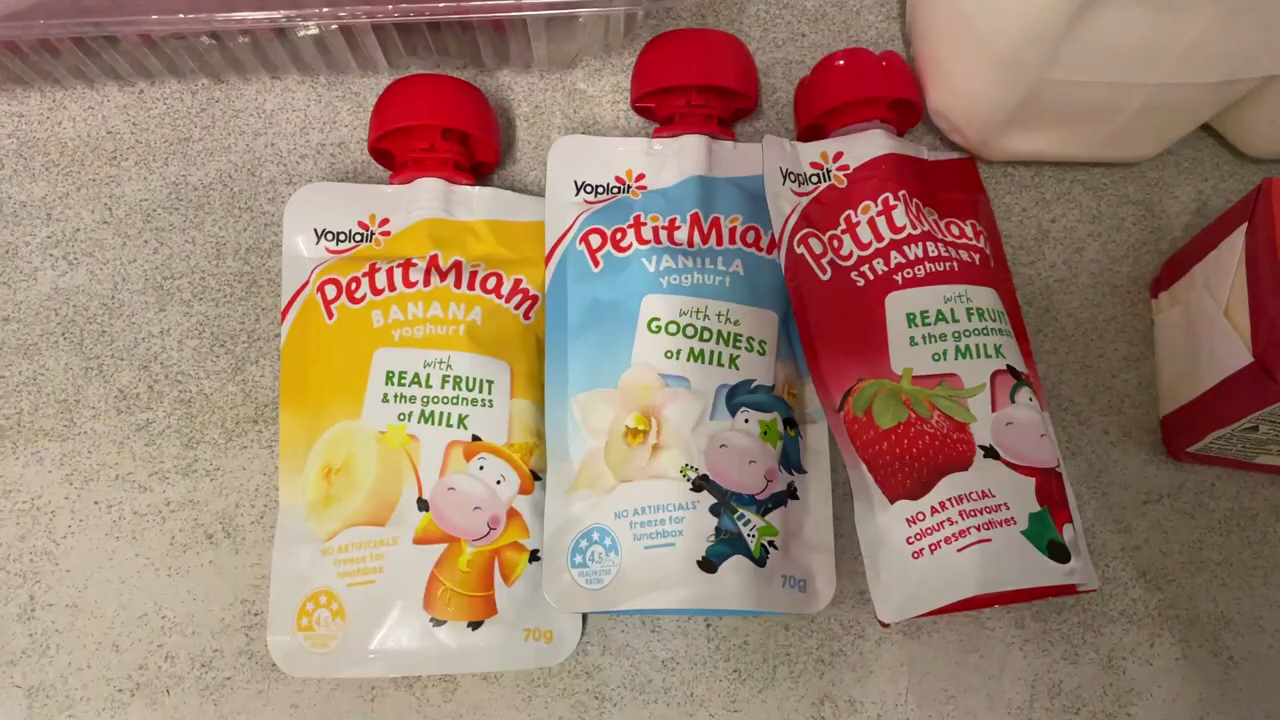 Yoplait
PetitMiam
BANANA
yoghurt
with
REAL FRUIT
& the goodness
of MILK
NO ARTIFICIALS
freeze for
lunchbox
4.5
70g
Yoplait
PetitMiam
VANILLA
yoghurt
with the
GOODNESS
of MILK
NO ARTIFICIALS
freeze for
lunchbox
4.5
HEALTH STAR
RATING
70g
Yoplait
PetitMiam
STRAWBERRY
yoghurt
with
REAL FRUIT
& the goodness
of MILK
NO ARTIFICIAL
colours, flavours
or preservatives